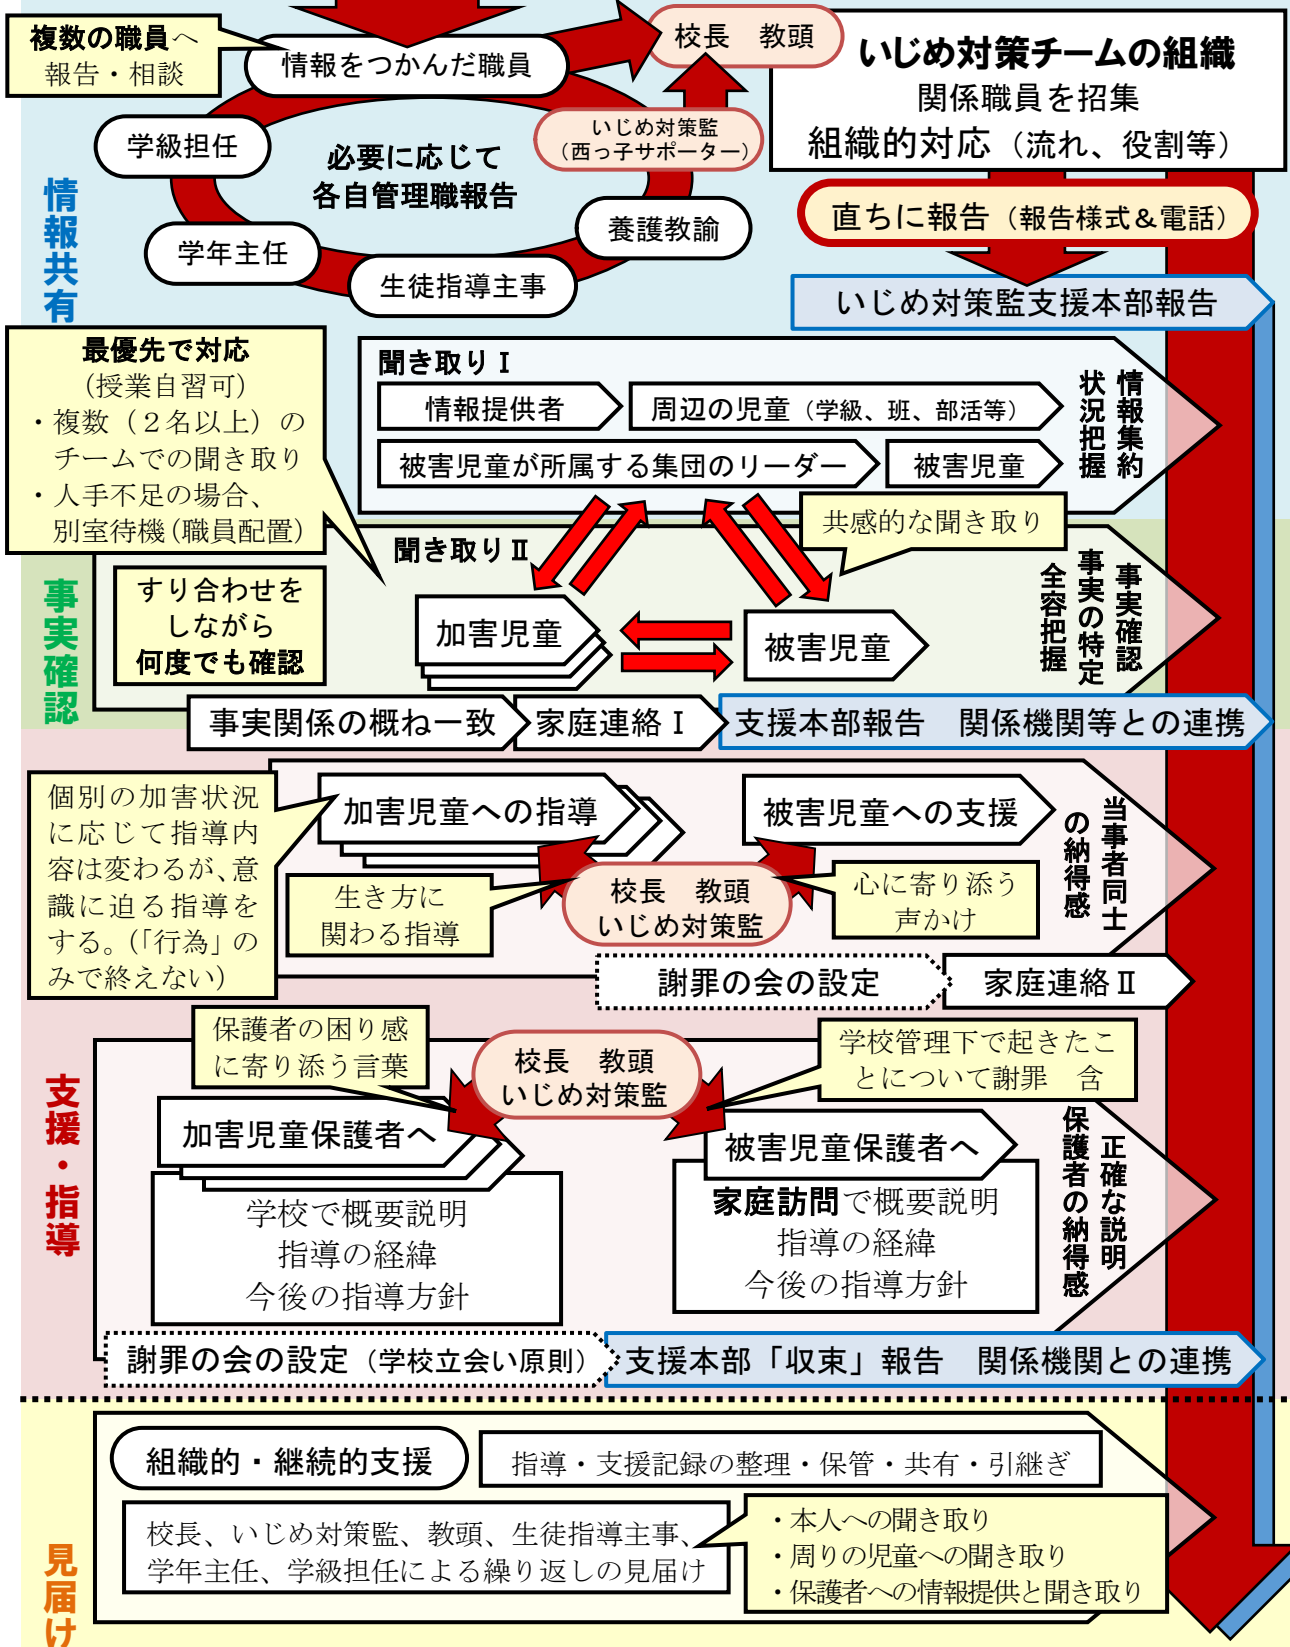 複数の職員へ
報告・相談
情報をつかんだ職員
校長　教頭
いじめ対策チームの組織
関係職員を招集
組織的対応（流れ、役割等）
学級担任
いじめ対策監
（西っ子サポーター）
必要に応じて
各自管理職報告
養護教諭
学年主任
生徒指導主事
直ちに報告（報告様式＆電話）
いじめ対策監支援本部報告
情報共有
最優先で対応
（授業自習可）
・複数（２名以上）の
チームでの聞き取り
・人手不足の場合、
別室待機（職員配置）
聞き取りⅠ
情報提供者
周辺の児童（学級、班、部活等）
被害児童が所属する集団のリーダー
被害児童
情報集約
状況把握
共感的な聞き取り
事実確認
聞き取りⅡ
すり合わせを
しながら
何度でも確認
加害児童
被害児童
事実確認
事実の特定
全容把握
事実関係の概ね一致
家庭連絡Ⅰ
支援本部報告　関係機関等との連携
個別の加害状況
に応じて指導内
容は変わるが、意
識に迫る指導を
する。（「行為」の
みで終えない）
加害児童への指導
被害児童への支援
生き方に
関わる指導
校長　教頭
いじめ対策監
心に寄り添う
声かけ
当事者同士
の納得感
謝罪の会の設定
家庭連絡Ⅱ
支援・指導
保護者の困り感
に寄り添う言葉
校長　教頭
いじめ対策監
学校管理下で起きたこ
とについて謝罪　含
加害児童保護者へ
学校で概要説明
指導の経緯
今後の指導方針
被害児童保護者へ
家庭訪問で概要説明
指導の経緯
今後の指導方針
正確な説明
保護者の納得感
謝罪の会の設定（学校立会い原則）
支援本部「収束」報告　関係機関との連携
見届け
組織的・継続的支援
指導・支援記録の整理・保管・共有・引継ぎ
校長、いじめ対策監、教頭、生徒指導主事、
学年主任、学級担任による繰り返しの見届け
・本人への聞き取り
・周りの児童への聞き取り
・保護者への情報提供と聞き取り